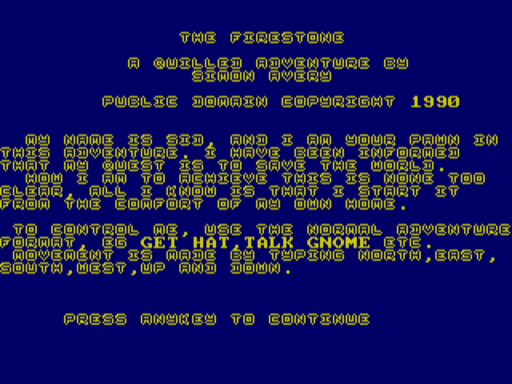 THE FIRESTONE
A QUILLED ADVENTURE BY
SIMON AVERY
PUBLIC DOMAIN COPYRIGHT 1990
MY NAME IS SID, AND I AM YOUR PAWN IN
THIS ADVENTURE. I HAVE BEEN INFORMED
THAT MY QUEST IS TO SAVE THE WORLD.
HOW I AM TO ACHIEVE THIS IS NONE TOO
CLEAR, ALL I KNOW IS THAT I START IT
FROM THE COMFORT OF MY OWN HOME.
TO CONTROL ME, USE THE NORMAL ADVENTURE
FORMAT, EG GET HAT,TALK GNOME ETC.
MOVEMENT IS MADE BY TYPING NORTH,EAST,
SOUTH,WEST,UP AND DOWN.
PRESS ANYKEY TO CONTINUE